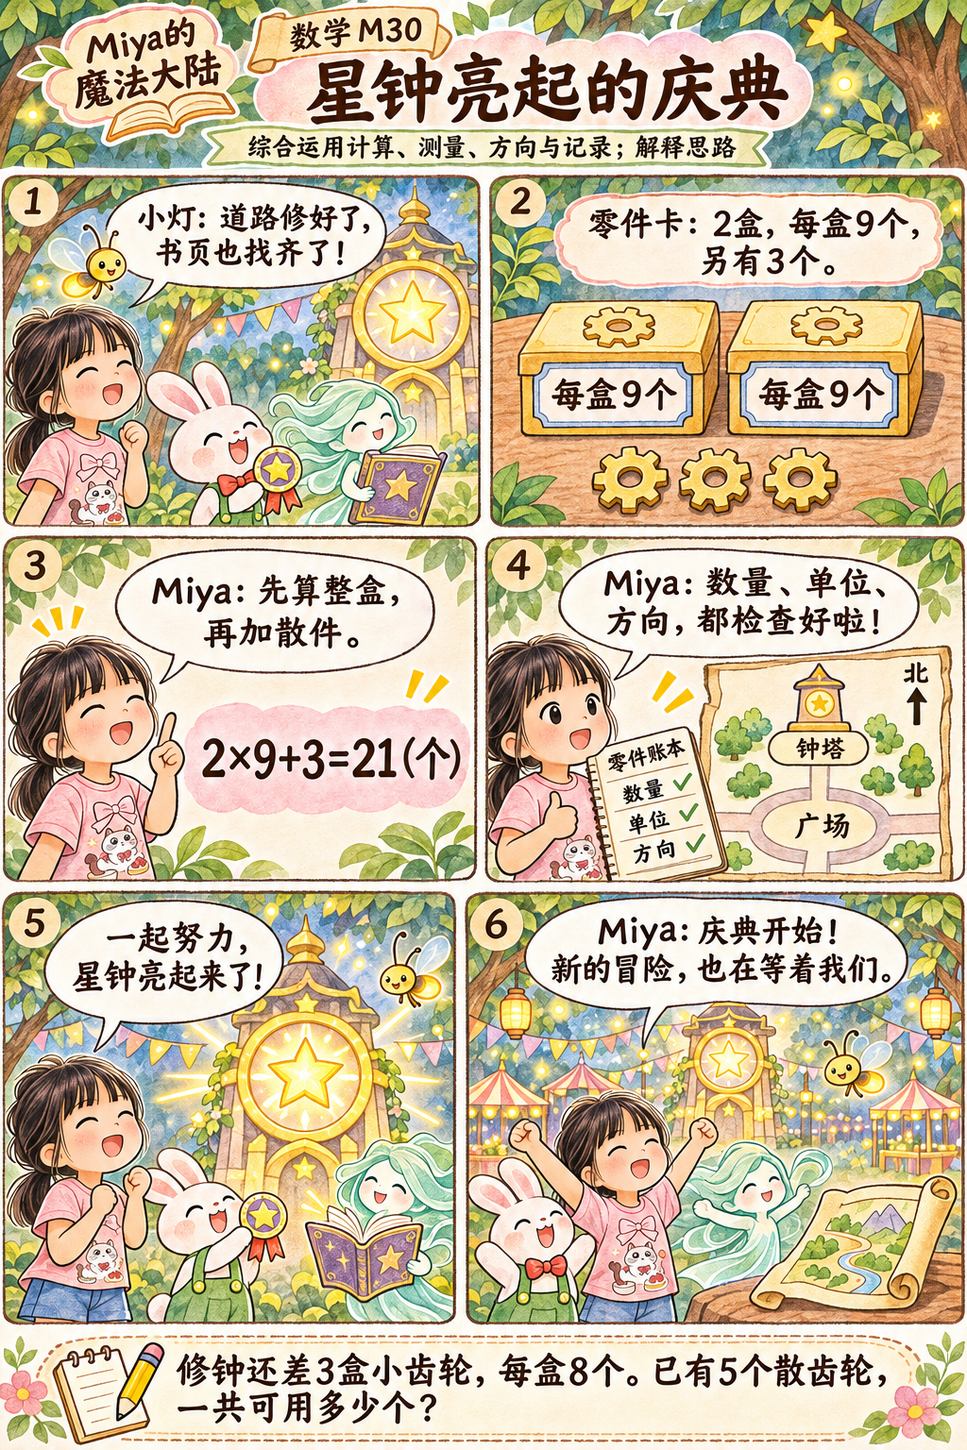 Miya的
魔法大陆
数学 M30
星钟亮起的庆典
综合运用计算、测量、方向与记录；解释思路
1
小灯：道路修好了，
书页也找齐了！
2
零件卡：2盒，每盒9个，
另有3个。
每盒9个
每盒9个
3
Miya：先算整盒，
再加散件。
2×9+3=21(个)
4
Miya：数量、单位、
方向，都检查好啦！
零件账本
数量 ✓
单位 ✓
方向 ✓
北
钟塔
广场
5
一起努力，
星钟亮起来了！
6
Miya：庆典开始！
新的冒险，也在等着我们。
修钟还差3盒小齿轮，每盒8个。已有5个散齿轮，
一共可用多少个？